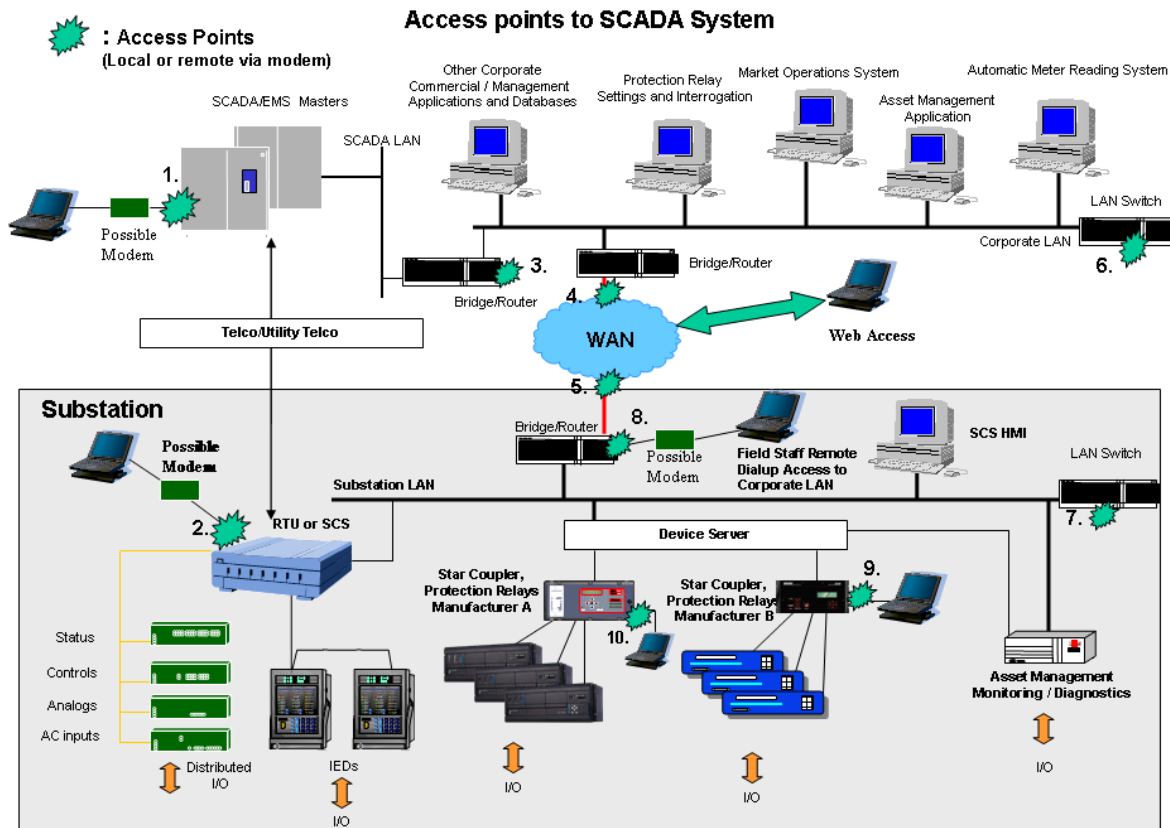 Access points to SCADA System
: Access Points
(Local or remote via modem)
SCADA/EMS Masters
SCADA LAN
Other Corporate
Commercial / Management
Applications and Databases
Protection Relay
Settings and Interrogation
Market Operations System
Asset Management
Application
Automatic Meter Reading System
LAN Switch
1.
Possible
Modem
Corporate LAN
6.
3.
Bridge/Router
Bridge/Router
4.
WAN
Web Access
Telco/Utility Telco
5.
Substation
Possible
Modem
Bridge/Router
8.
Possible
Modem
Field Staff Remote
Dialup Access to
Corporate LAN
SCS HMI
LAN Switch
Substation LAN
7.
2.
RTU or SCS
Device Server
Star Coupler,
Protection Relays
Manufacturer A
10.
Star Coupler,
Protection Relays
Manufacturer B
9.
Status
Controls
Analogs
AC inputs
Distributed
I/O
IEDs
I/O
I/O
I/O
Asset Management
Monitoring / Diagnostics
I/O